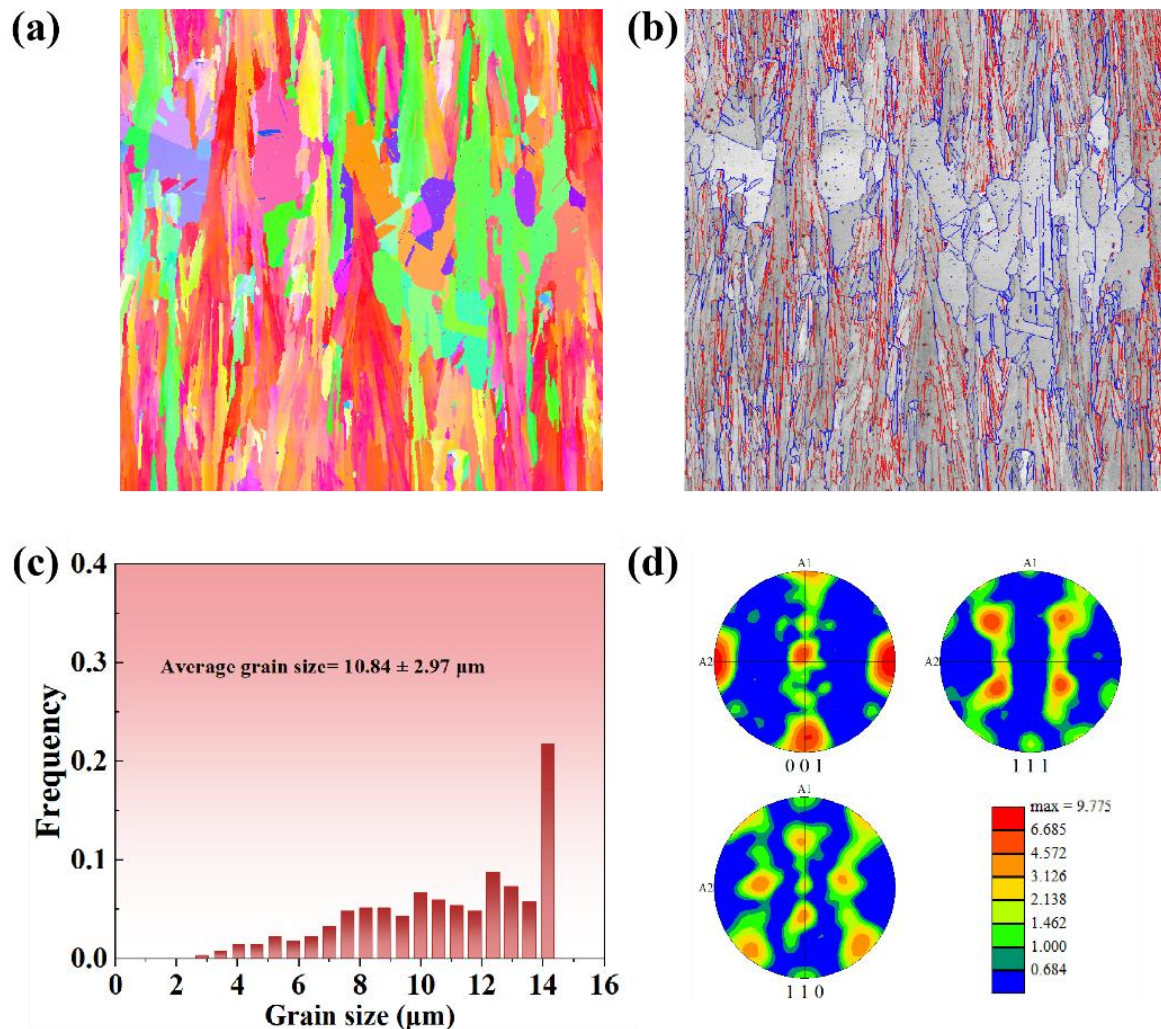 (a)
(b)
(c)
0.4
0.3
0.2
0.1
0.0
Frequency
Average grain size= 10.84 ± 2.97 μm
0 2 4 6 8 10 12 14 16
Grain size (μm)
(d)
A1
A2
0 0 1
A1
A2
1 1 1
A1
A2
1 1 0
max = 9.775
6.685
4.572
3.126
2.138
1.462
1.000
0.684